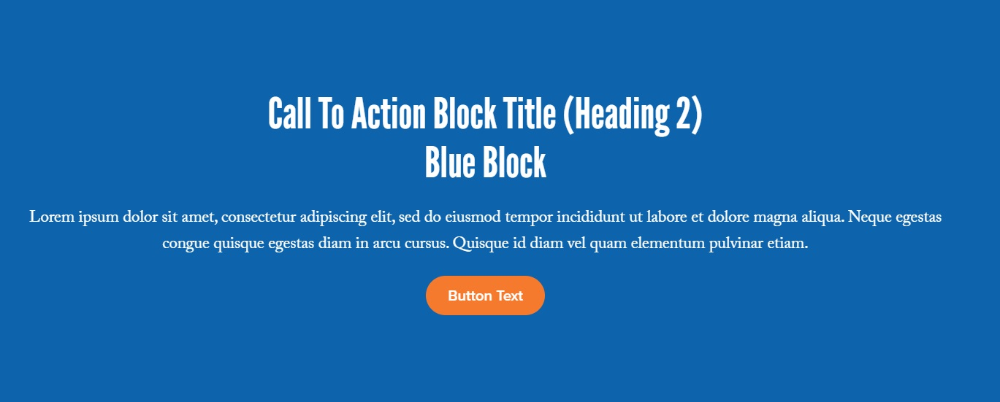 Call To Action Block Title (Heading 2)
Blue Block
Lorem ipsum dolor sit amet, consectetur adipiscing elit, sed do eiusmod tempor incididunt ut labore et dolore magna aliqua. Neque egestas
congue quisque egestas diam in arcu cursus. Quisque id diam vel quam elementum pulvinar etiam.
Button Text